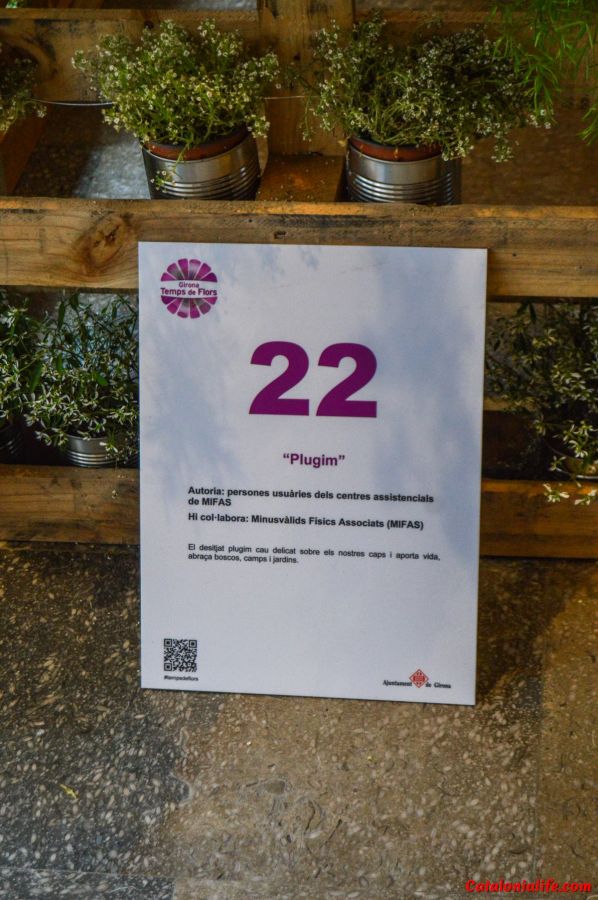 Girona
Temps de Flors
22
“Plugim”
Autoria: persones usuàries dels centres assistencials
de MIFAS
Hi col·labora: Minusvàlids Físics Associats (MIFAS)
El desitjat plugim cau delicat sobre els nostres caps i aporta vida,
abraça boscos, camps i jardins.
#tempsdeflors
Ajuntament de Girona
Catalonialife.com